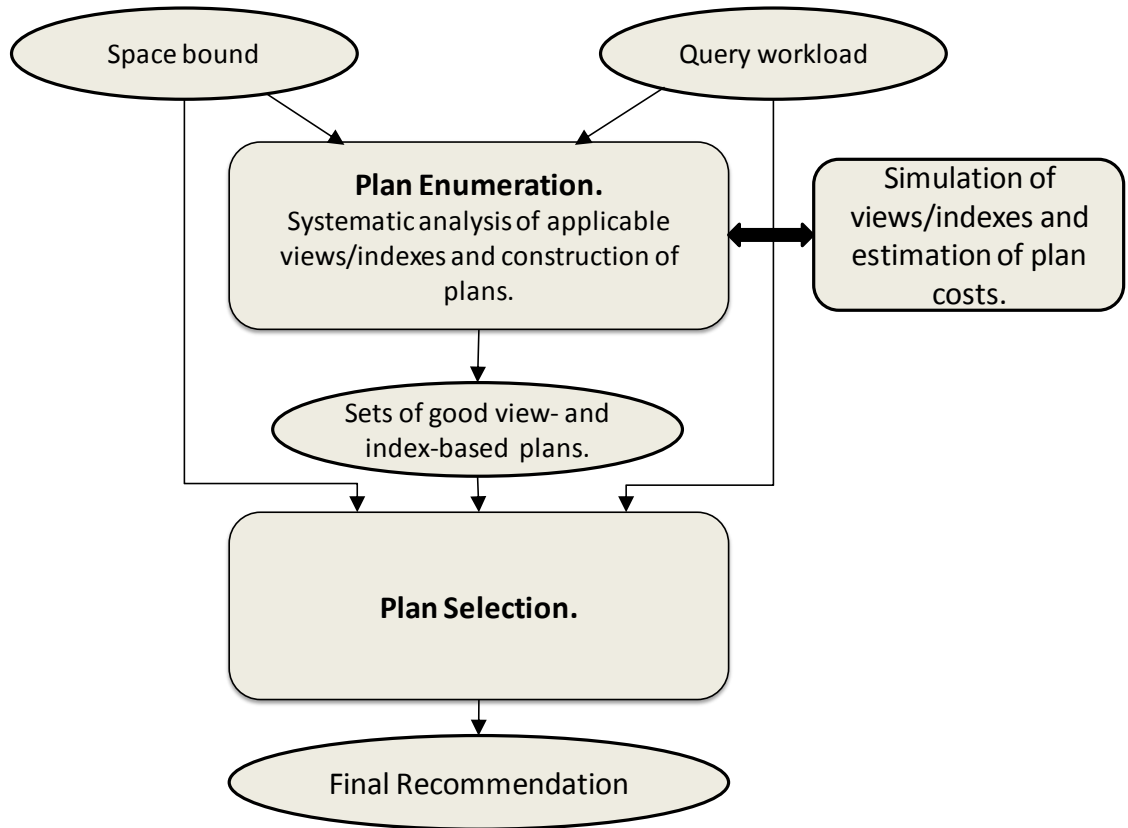 Space bound
Query workload
Plan Enumeration.
Systematic analysis of applicable
views/indexes and construction of
plans.
Simulation of
views/indexes and
estimation of plan
costs.
Sets of good view- and
index-based plans.
Plan Selection.
Final Recommendation